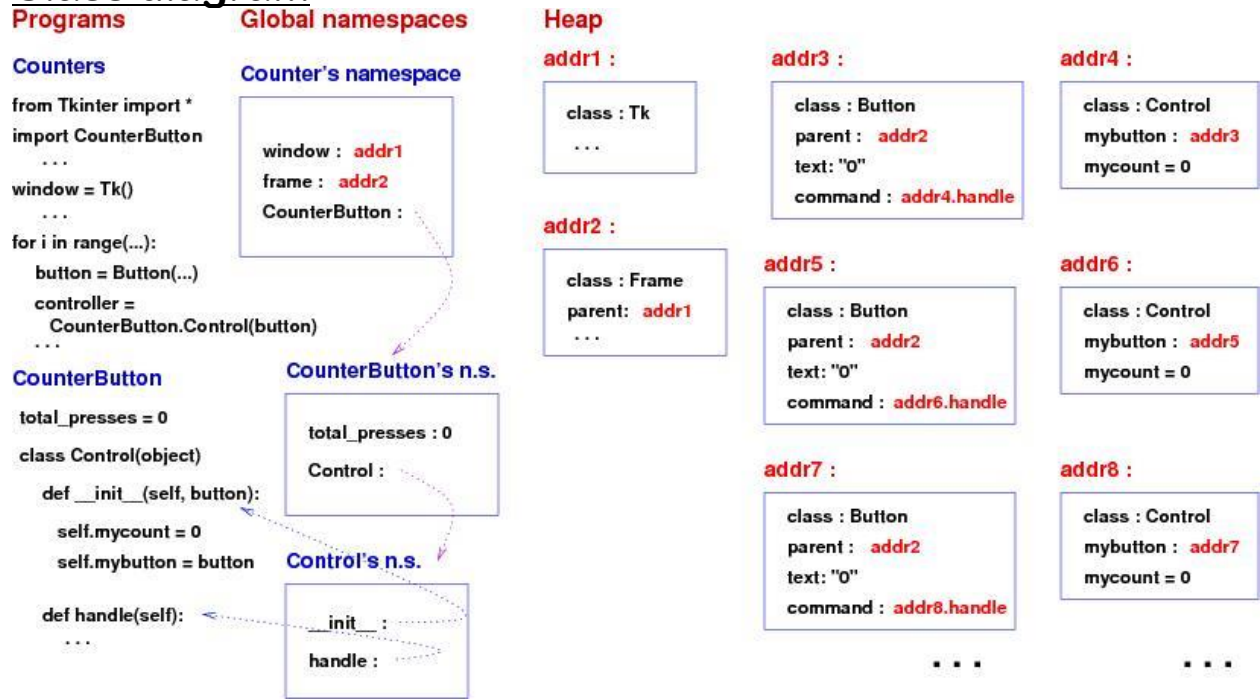 Class diagram
Programs
Counters
from Tkinter import *
import CounterButton
. . .
window = Tk()
. . .
for i in range(...):
button = Button(...)
controller =
CounterButton.Control(button)
. . .
CounterButton
total_presses = 0
class Control(object)
def __init__(self, button):
self.mycount = 0
self.mybutton = button
def handle(self):
. . .
Global namespaces
Counter's namespace
window : addr1
frame : addr2
CounterButton :
CounterButton's n.s.
total_presses : 0
Control :
Control's n.s.
__init__ :
handle :
Heap
addr1 :
class : Tk
. . .
addr2 :
class : Frame
parent: addr1
. . .
addr3 :
class : Button
parent : addr2
text: "0"
command : addr4.handle
addr4 :
class : Control
mybutton : addr3
mycount = 0
addr5 :
class : Button
parent : addr2
text: "0"
command : addr6.handle
addr6 :
class : Control
mybutton : addr5
mycount = 0
addr7 :
class : Button
parent : addr2
text: "0"
command : addr8.handle
addr8 :
class : Control
mybutton : addr7
mycount = 0
. . .
. . .